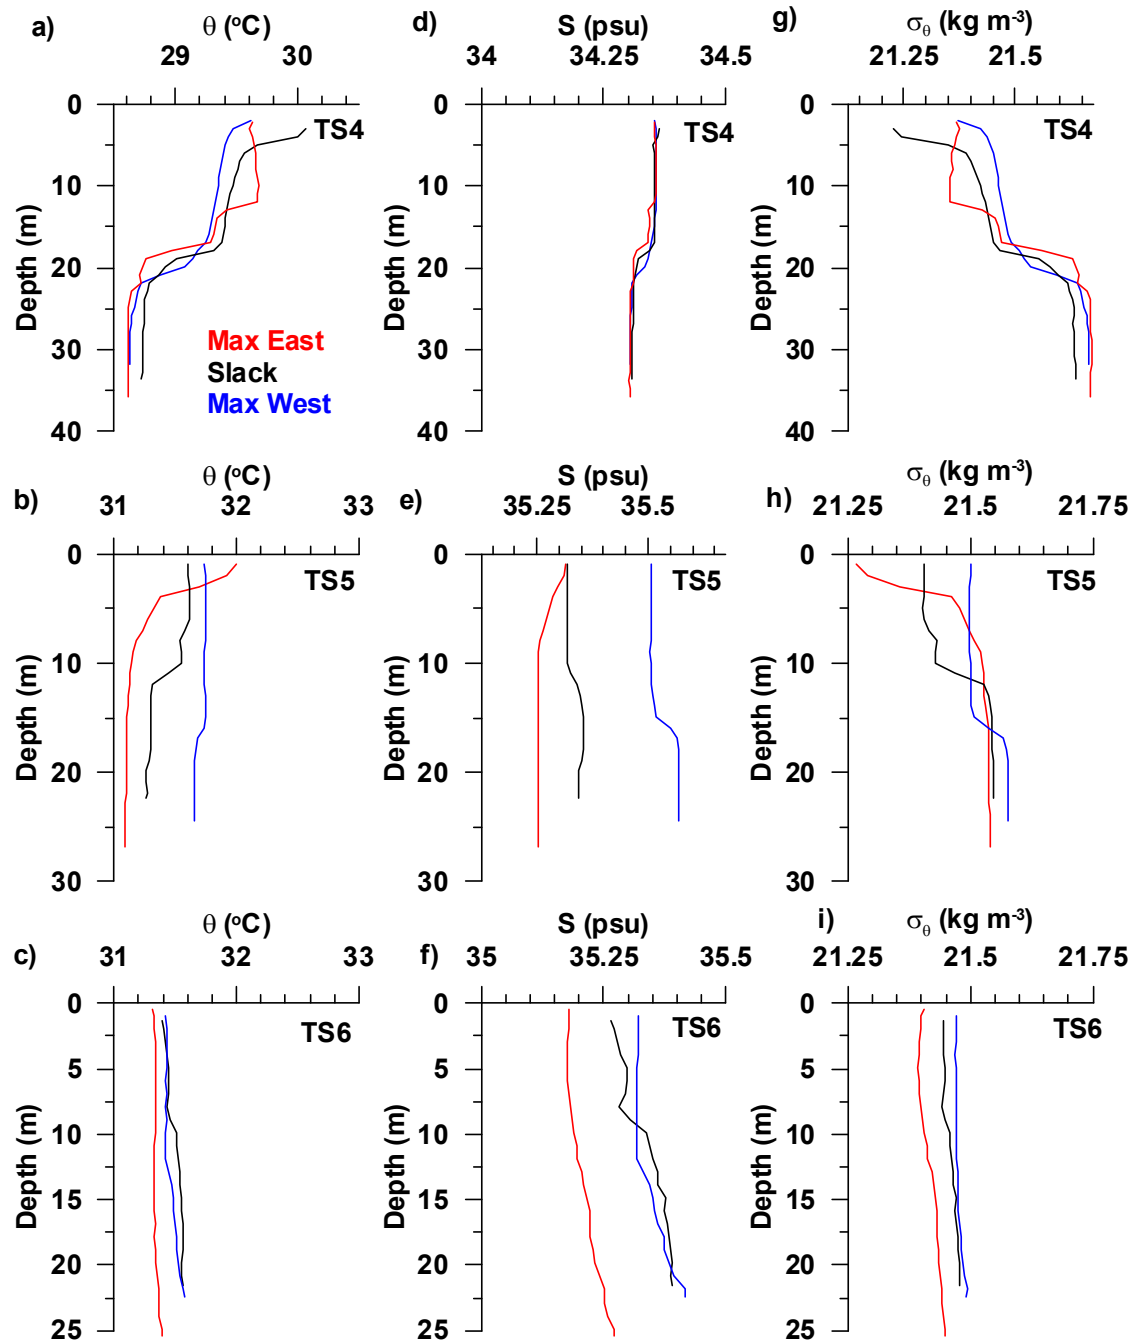 a) θ (°C) d) S (psu) g) σθ (kg m-3)
29 30 34 34.25 34.5 21.25 21.5
0 TS4 0 TS4 0 TS4
10 10 10
Depth (m) Depth (m) Depth (m)
20 20 20
Max East
30 30 30
Slack
Max West
40 40 40
b) θ (°C) e) S (psu) h) σθ (kg m-3)
31 32 33 35.25 35.5 21.25 21.5 21.75
0 TS5 0 TS5 0 TS5
10 10 10
Depth (m) Depth (m) Depth (m)
20 20 20
30 30 30
c) θ (°C) f) S (psu) i) σθ (kg m-3)
31 32 33 35 35.25 35.5 21.25 21.5 21.75
0 TS6 0 TS6 0 TS6
5 5 5
10 10 10
Depth (m) Depth (m) Depth (m)
15 15 15
20 20 20
25 25 25